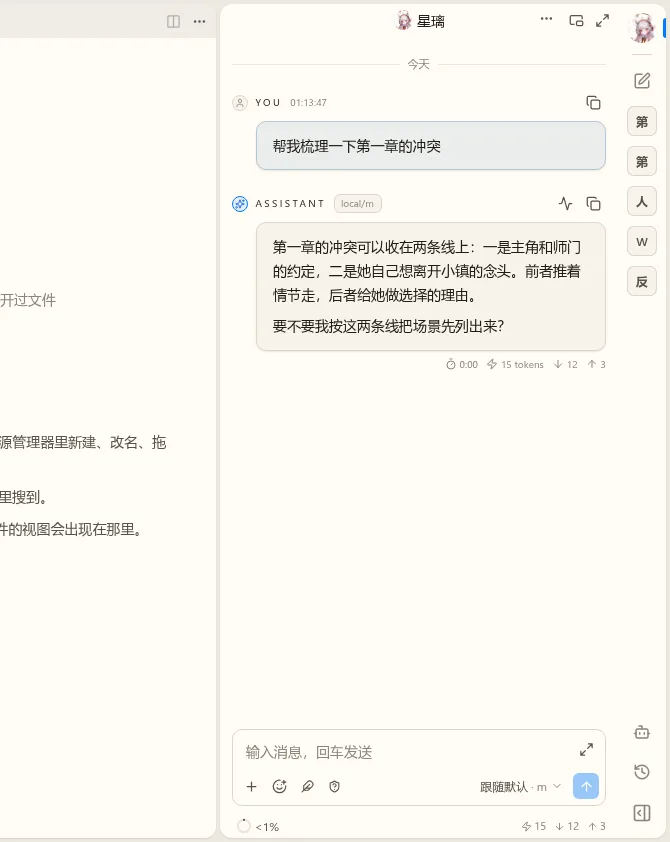 星璃
今天
YOU 01:13:47
帮我梳理一下第一章的冲突
ASSISTANT local/m
第一章的冲突可以收在两条线上：一是主角和师门
的约定，二是她自己想离开小镇的念头。前者推着
情节走，后者给她做选择的理由。
要不要我按这两条线把场景先列出来？
0:00 15 tokens 12 3
开过文件
源管理器里新建、改名、拖
里搜到。
件的视图会出现在那里。
第
第
人
W
反
输入消息，回车发送
跟随默认 · m
<1%
15 12 3